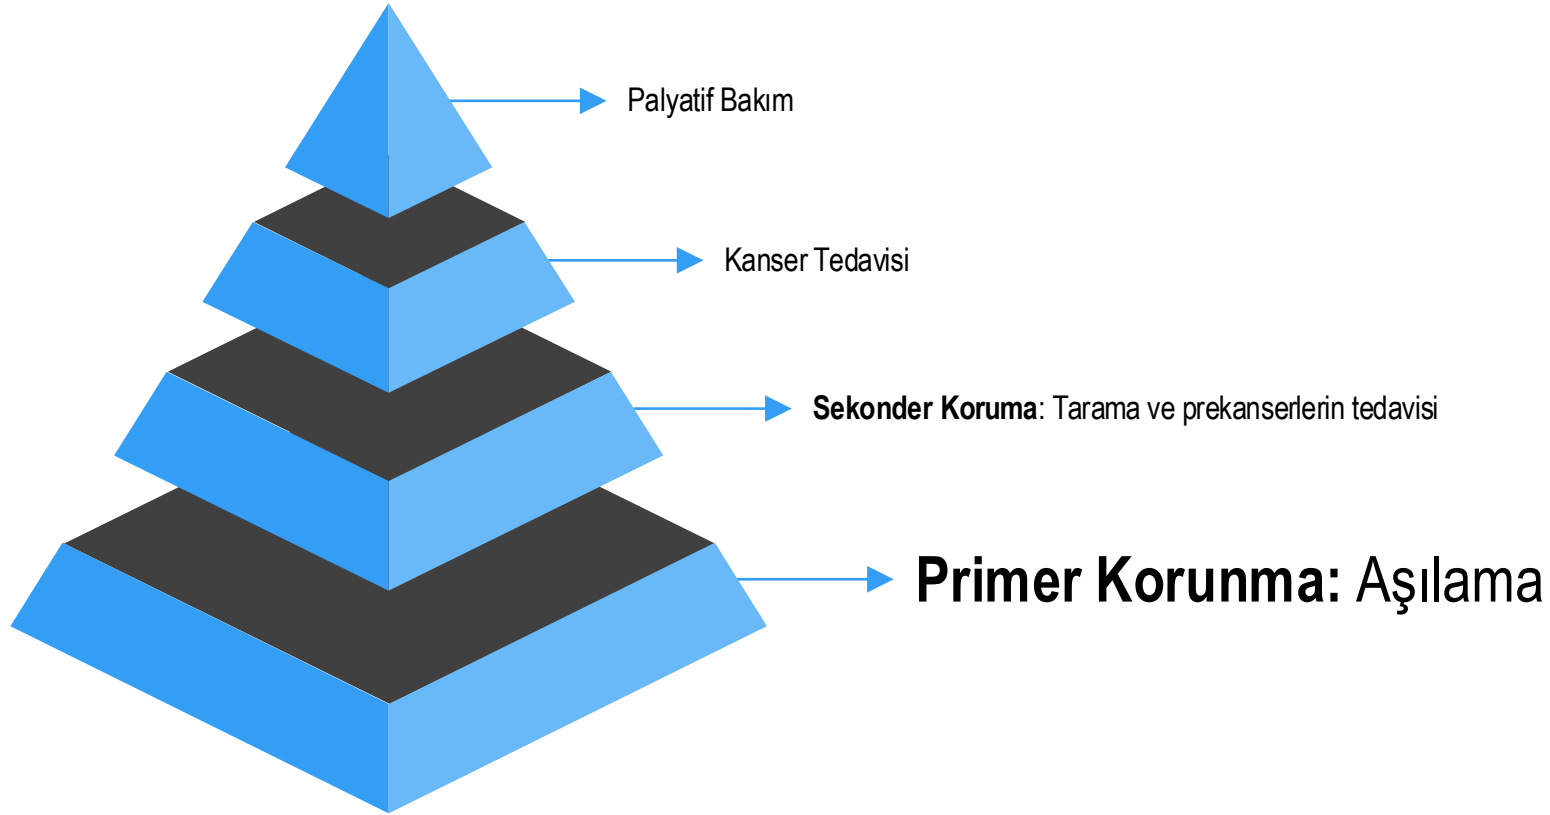 Palyatif Bakım
Kanser Tedavisi
Sekonder Koruma: Tarama ve prekanserlerin tedavisi
Primer Korunma: Aşılama